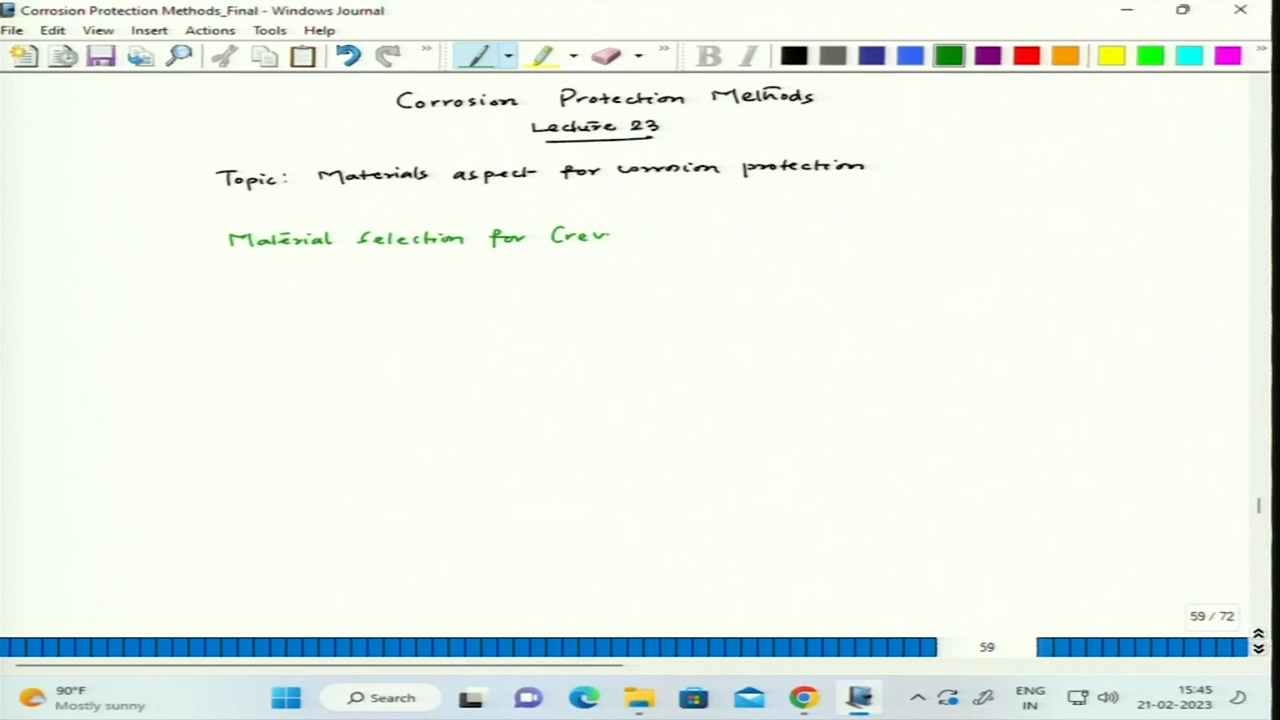 Corrosion Protection Methods_Final - Windows Journal
File Edit View Insert Actions Tools Help
B I
Corrosion Protection Methods
Lecture 23
Topic: Materials aspect for corrosion protection
Material selection for Crev
59 / 72
59
90°F
Mostly sunny
Search
ENG
IN
15:45
21-02-2023